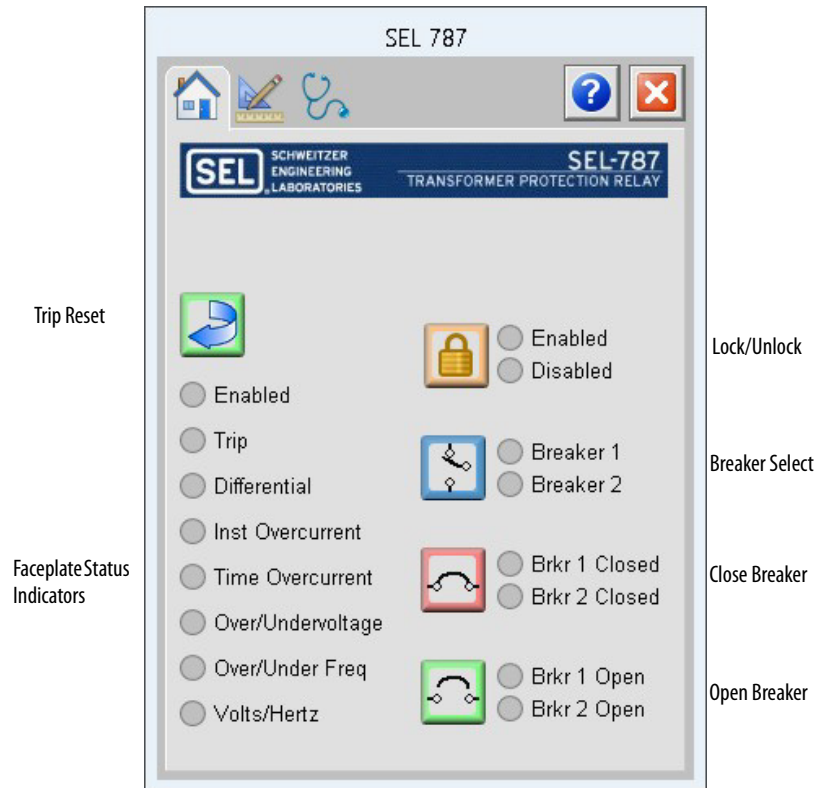 SEL 787
SEL
SCHWEITZER
ENGINEERING
LABORATORIES
SEL-787
TRANSFORMER PROTECTION RELAY
Trip Reset
Enabled
Trip
Differential
Inst Overcurrent
Time Overcurrent
Over/Undervoltage
Over/Under Freq
Volts/Hertz
Faceplate Status
Indicators
Enabled
Disabled
Lock/Unlock
Breaker 1
Breaker 2
Breaker Select
Brkr 1 Closed
Brkr 2 Closed
Close Breaker
Brkr 1 Open
Brkr 2 Open
Open Breaker